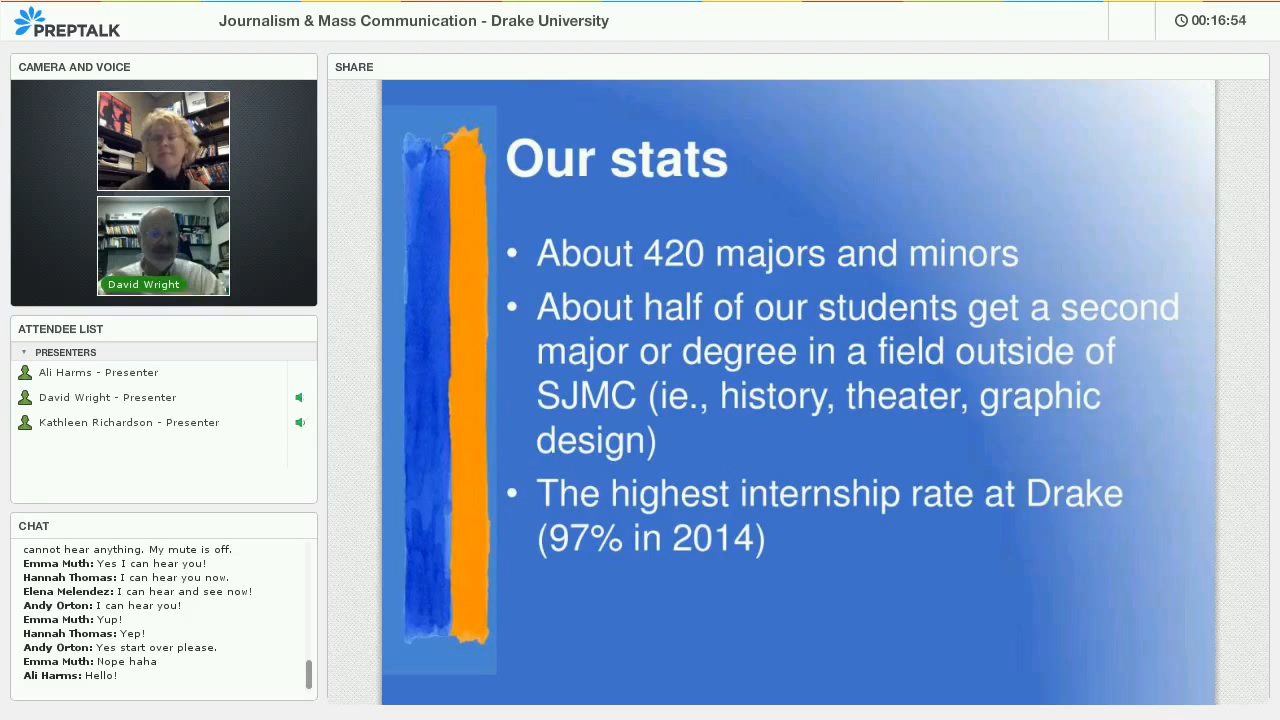 PREPTALK
Journalism & Mass Communication - Drake University
00:16:54
CAMERA AND VOICE
David Wright
ATTENDEE LIST
PRESENTERS
Ali Harms - Presenter
David Wright - Presenter
Kathleen Richardson - Presenter
CHAT
cannot hear anything. My mute is off.
Emma Muth: Yes I can hear you!
Hannah Thomas: I can hear you now.
Elena Melendez: I can hear and see now!
Andy Orton: I can hear you!
Emma Muth: Yup!
Hannah Thomas: Yep!
Andy Orton: Yes start over please.
Emma Muth: Nope haha
Ali Harms: Hello!
SHARE
Our stats
• About 420 majors and minors
• About half of our students get a second
major or degree in a field outside of
SJMC (ie., history, theater, graphic
design)
• The highest internship rate at Drake
(97% in 2014)